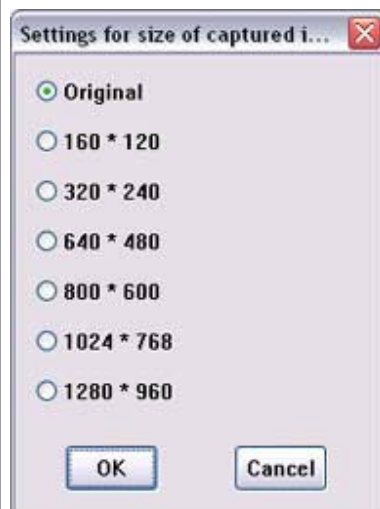 Settings for size of captured i...
Original
160 * 120
320 * 240
640 * 480
800 * 600
1024 * 768
1280 * 960
OK
Cancel